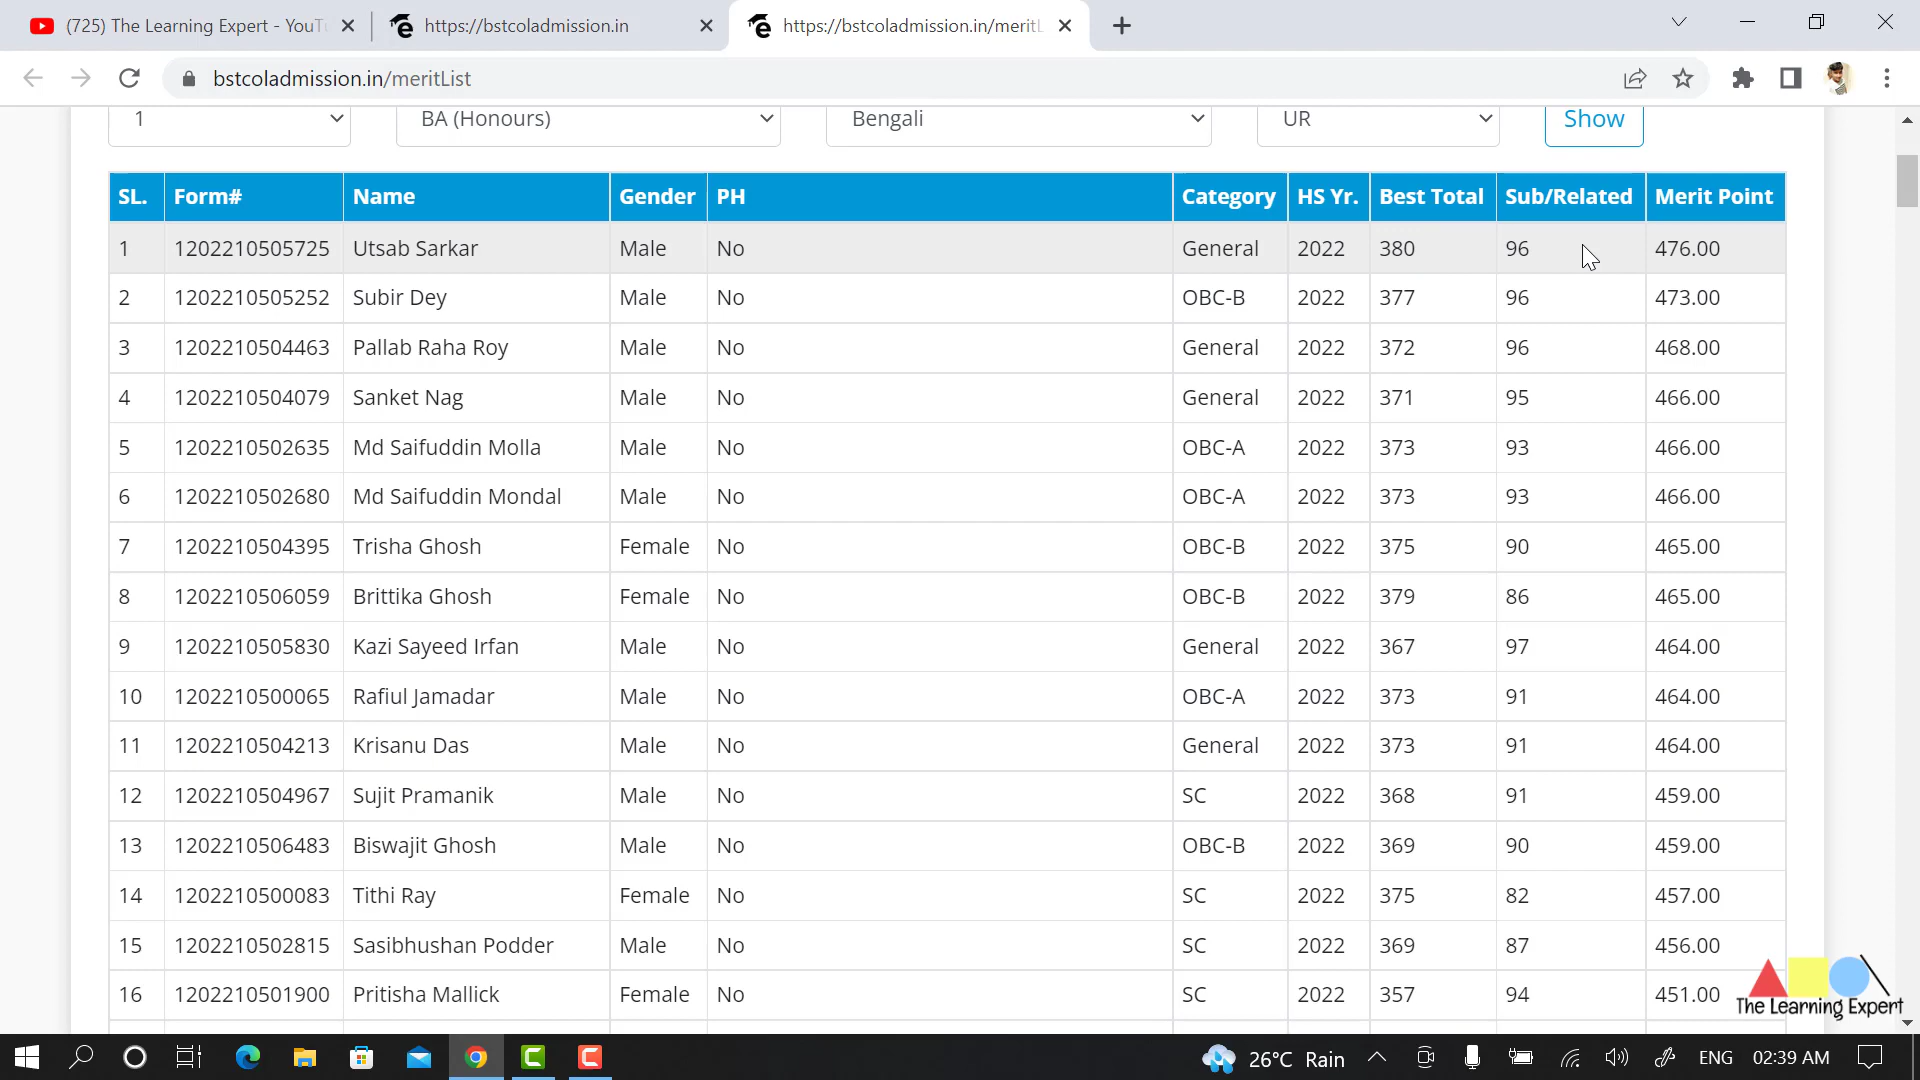 (725) The Learning Expert - YouTu
https://bstcoladmission.in
https://bstcoladmission.in/meritL
bstcoladmission.in/meritList
1 BA (Honours) Bengali UR Show
SL. Form# Name Gender PH Category HS Yr. Best Total Sub/Related Merit Point
1 1202210505725 Utsab Sarkar Male No General 2022 380 96 476.00
2 1202210505252 Subir Dey Male No OBC-B 2022 377 96 473.00
3 1202210504463 Pallab Raha Roy Male No General 2022 372 96 468.00
4 1202210504079 Sanket Nag Male No General 2022 371 95 466.00
5 1202210502635 Md Saifuddin Molla Male No OBC-A 2022 373 93 466.00
6 1202210502680 Md Saifuddin Mondal Male No OBC-A 2022 373 93 466.00
7 1202210504395 Trisha Ghosh Female No OBC-B 2022 375 90 465.00
8 1202210506059 Brittika Ghosh Female No OBC-B 2022 379 86 465.00
9 1202210505830 Kazi Sayeed Irfan Male No General 2022 367 97 464.00
10 1202210500065 Rafiul Jamadar Male No OBC-A 2022 373 91 464.00
11 1202210504213 Krisanu Das Male No General 2022 373 91 464.00
12 1202210504967 Sujit Pramanik Male No SC 2022 368 91 459.00
13 1202210506483 Biswajit Ghosh Male No OBC-B 2022 369 90 459.00
14 1202210500083 Tithi Ray Female No SC 2022 375 82 457.00
15 1202210502815 Sasibhushan Podder Male No SC 2022 369 87 456.00
16 1202210501900 Pritisha Mallick Female No SC 2022 357 94 451.00
The Learning Expert
26°C Rain ENG 02:39 AM